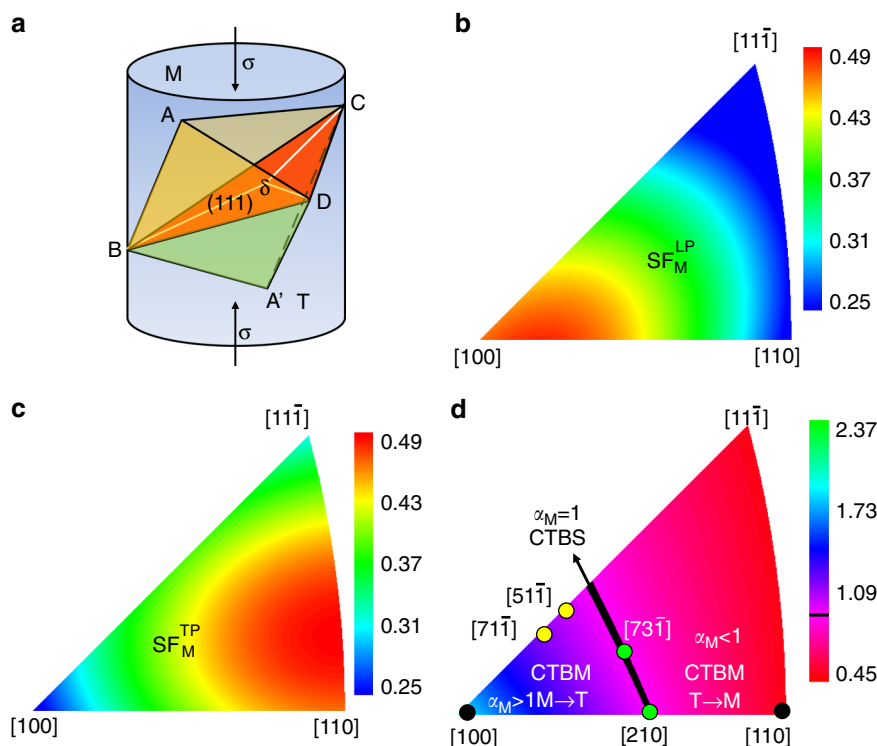 a
M
σ
A
C
(111)
δ
D
B
A' T
σ
b
[111̄]
0.49
0.43
0.37
0.31
0.25
SF_M^LP
[100]
[110]
c
[111̄]
0.49
0.43
0.37
0.31
0.25
SF_M^TP
[100]
[110]
d
[111̄]
2.37
1.73
1.09
0.45
α_M=1
CTBS
[511̄]
[711̄]
[731̄]
α_M<1
CTBM
CTBM
α_M>1M→T
T→M
[100]
[210]
[110]